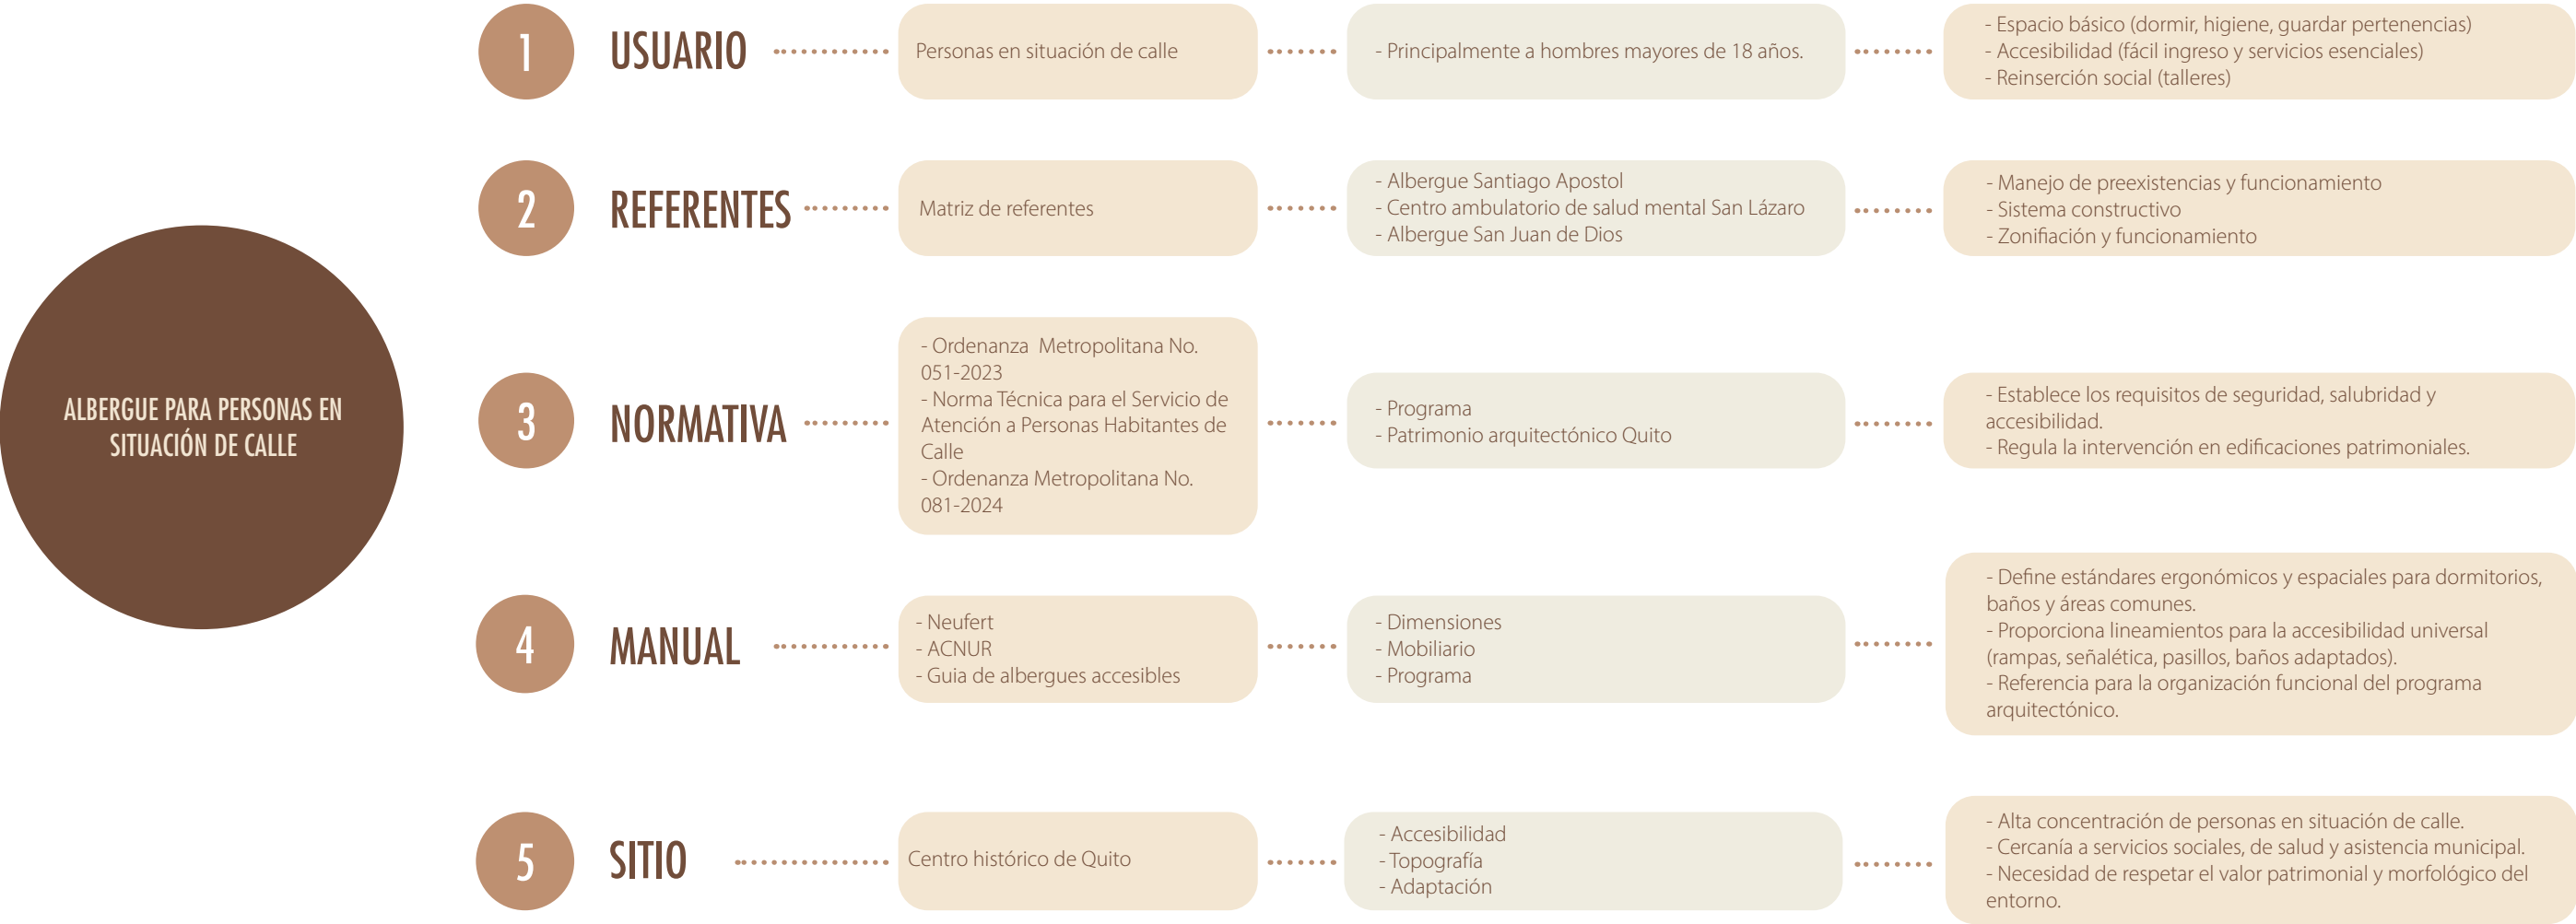 ALBERGUE PARA PERSONAS EN
SITUACIÓN DE CALLE
1
USUARIO
Personas en situación de calle
- Principalmente a hombres mayores de 18 años.
- Espacio básico (dormir, higiene, guardar pertenencias)
- Accesibilidad (fácil ingreso y servicios esenciales)
- Reinserción social (talleres)
2
REFERENTES
Matriz de referentes
- Albergue Santiago Apostol
- Centro ambulatorio de salud mental San Lázaro
- Albergue San Juan de Dios
- Manejo de preexistencias y funcionamiento
- Sistema constructivo
- Zonifiación y funcionamiento
3
NORMATIVA
- Ordenanza Metropolitana No.
051-2023
- Norma Técnica para el Servicio de
Atención a Personas Habitantes de
Calle
- Ordenanza Metropolitana No.
081-2024
- Programa
- Patrimonio arquitectónico Quito
- Establece los requisitos de seguridad, salubridad y
accesibilidad.
- Regula la intervención en edificaciones patrimoniales.
4
MANUAL
- Neufert
- ACNUR
- Guia de albergues accesibles
- Dimensiones
- Mobiliario
- Programa
- Define estándares ergonómicos y espaciales para dormitorios,
baños y áreas comunes.
- Proporciona lineamientos para la accesibilidad universal
(rampas, señalética, pasillos, baños adaptados).
- Referencia para la organización funcional del programa
arquitectónico.
5
SITIO
Centro histórico de Quito
- Accesibilidad
- Topografía
- Adaptación
- Alta concentración de personas en situación de calle.
- Cercanía a servicios sociales, de salud y asistencia municipal.
- Necesidad de respetar el valor patrimonial y morfológico del
entorno.